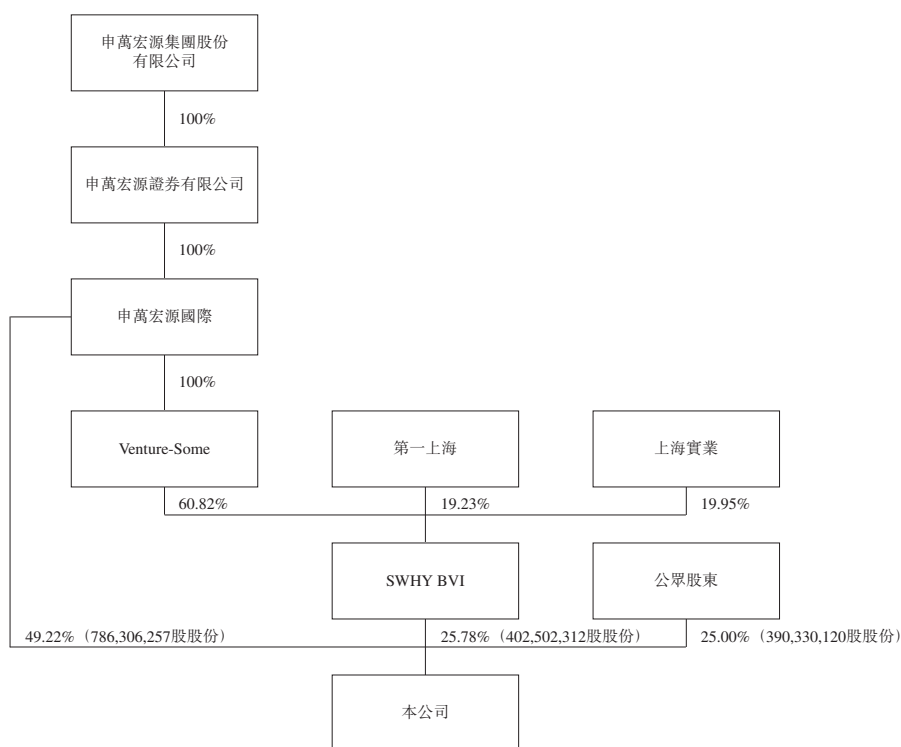 申萬宏源集團股份
有限公司
100%
申萬宏源證券有限公司
100%
申萬宏源國際
100%
Venture-Some
第一上海
上海實業
60.82%
19.23%
19.95%
SWHY BVI
公眾股東
49.22%（786,306,257股股份）
25.78%（402,502,312股股份）
25.00%（390,330,120股股份）
本公司